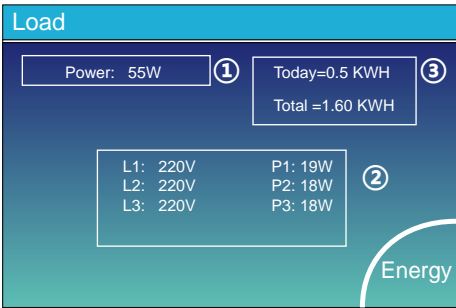 Load
Power: 55W ①
Today=0.5 KWH ③
Total =1.60 KWH
L1: 220V P1: 19W
L2: 220V P2: 18W ②
L3: 220V P3: 18W
Energy